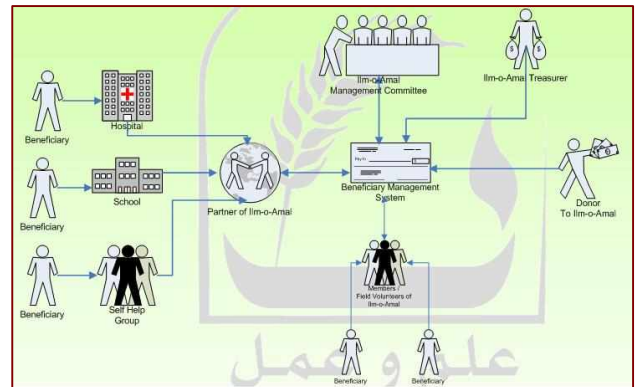 Ilm-o-Amal
Management Committee
Ilm-o-Amal Treasurer
Beneficiary
Hospital
Beneficiary
School
Partner of Ilm-o-Amal
Beneficiary Management
System
Donor
To Ilm-o-Amal
Beneficiary
Self Help
Group
Members /
Field Volunteers of
Ilm-o-Amal
Beneficiary
Beneficiary
علم و عمل